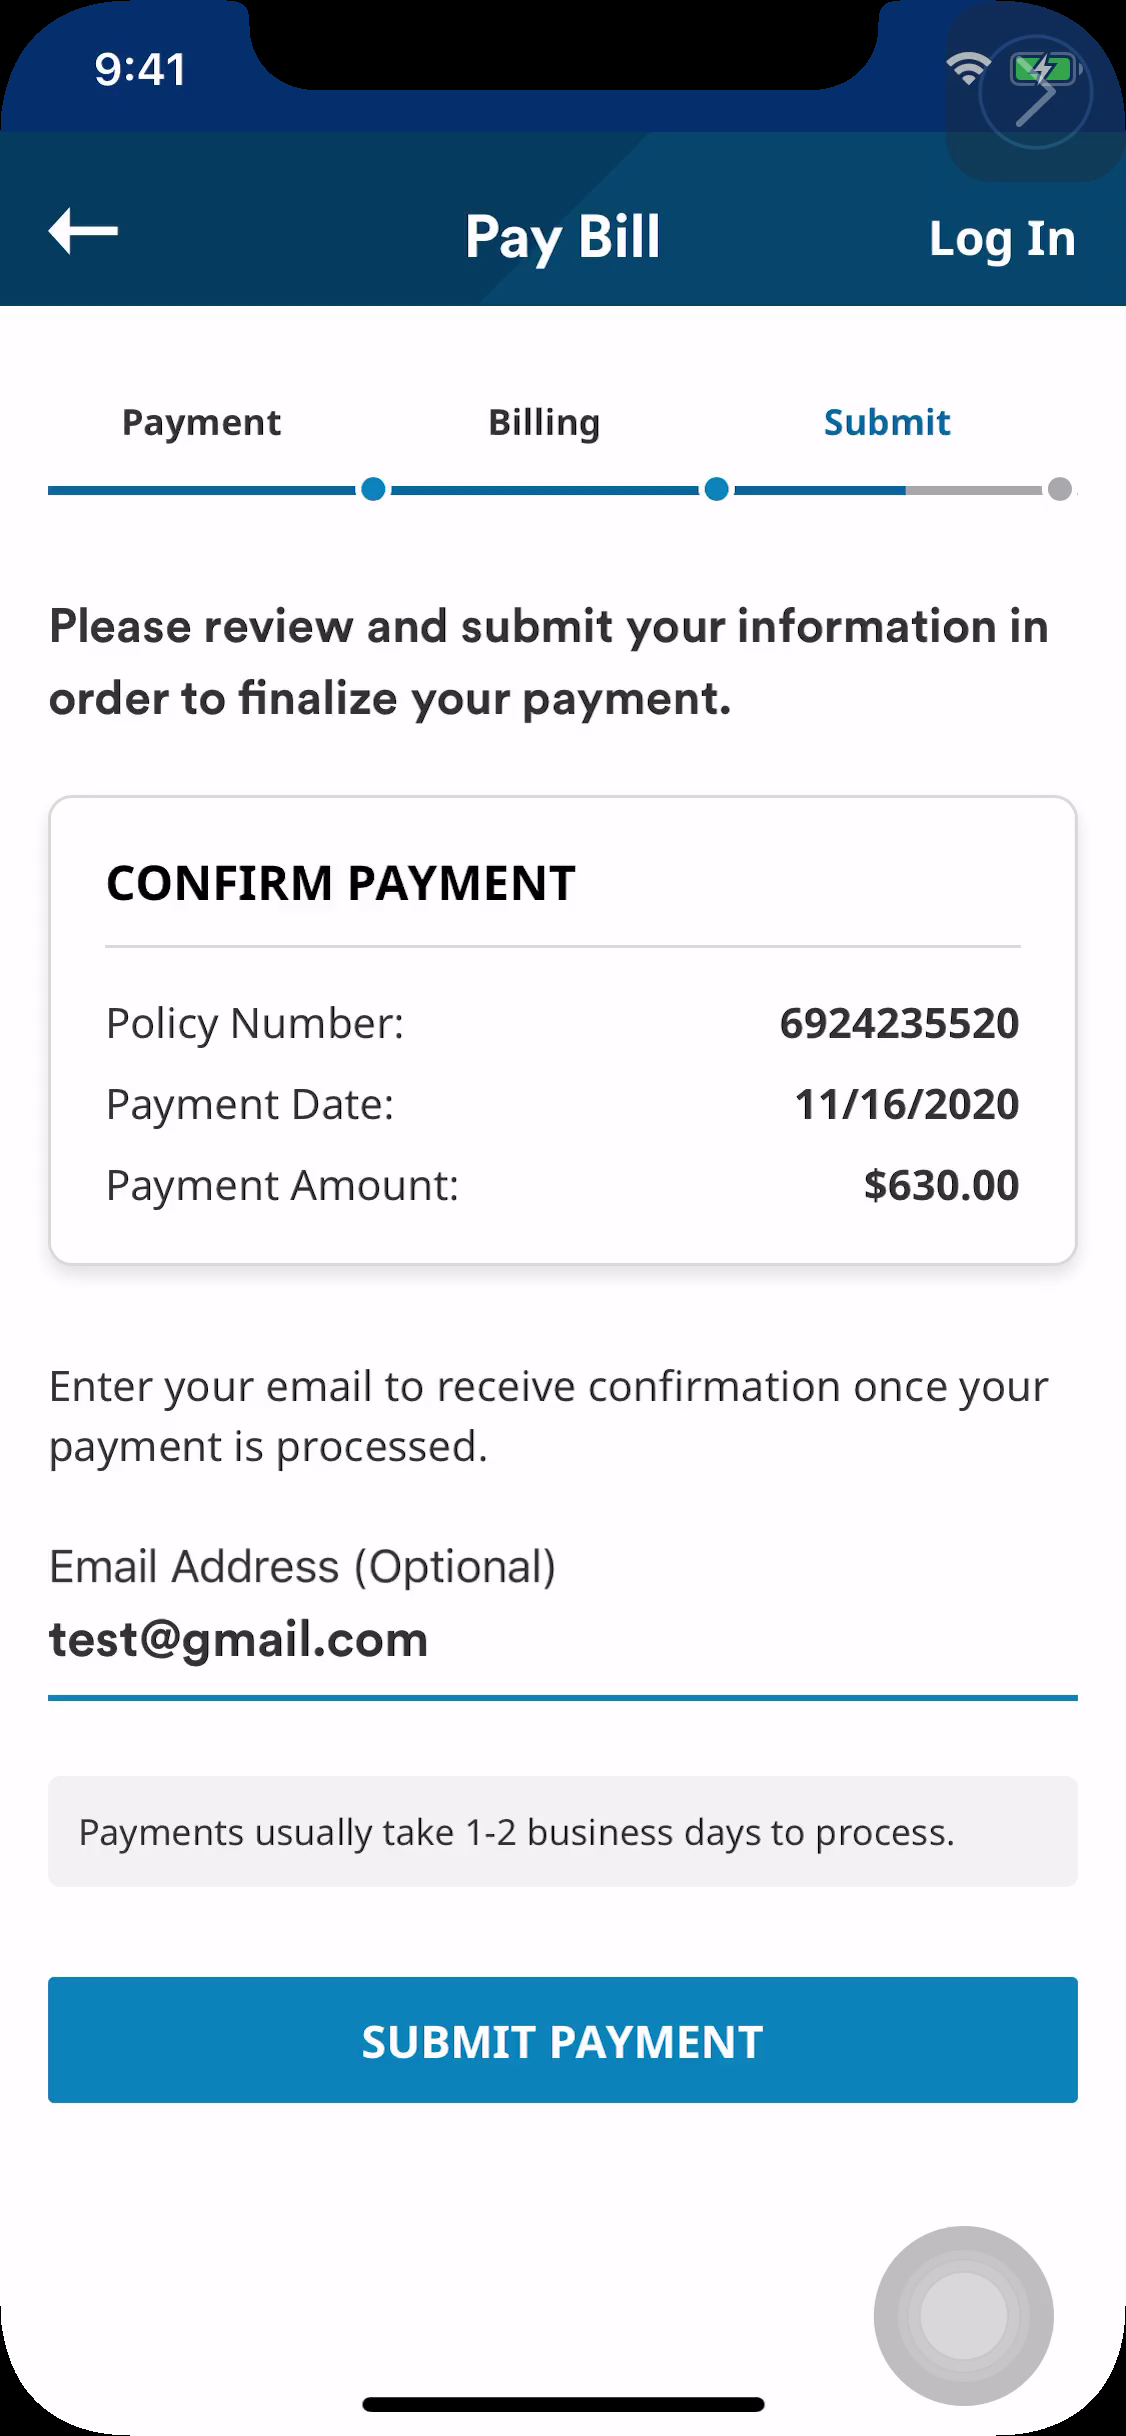 9:41
Pay Bill
Log In
Payment
Billing
Submit
Please review and submit your information in
order to finalize your payment.
CONFIRM PAYMENT
Policy Number: 6924235520
Payment Date: 11/16/2020
Payment Amount: $630.00
Enter your email to receive confirmation once your
payment is processed.
Email Address (Optional)
test@gmail.com
Payments usually take 1-2 business days to process.
SUBMIT PAYMENT